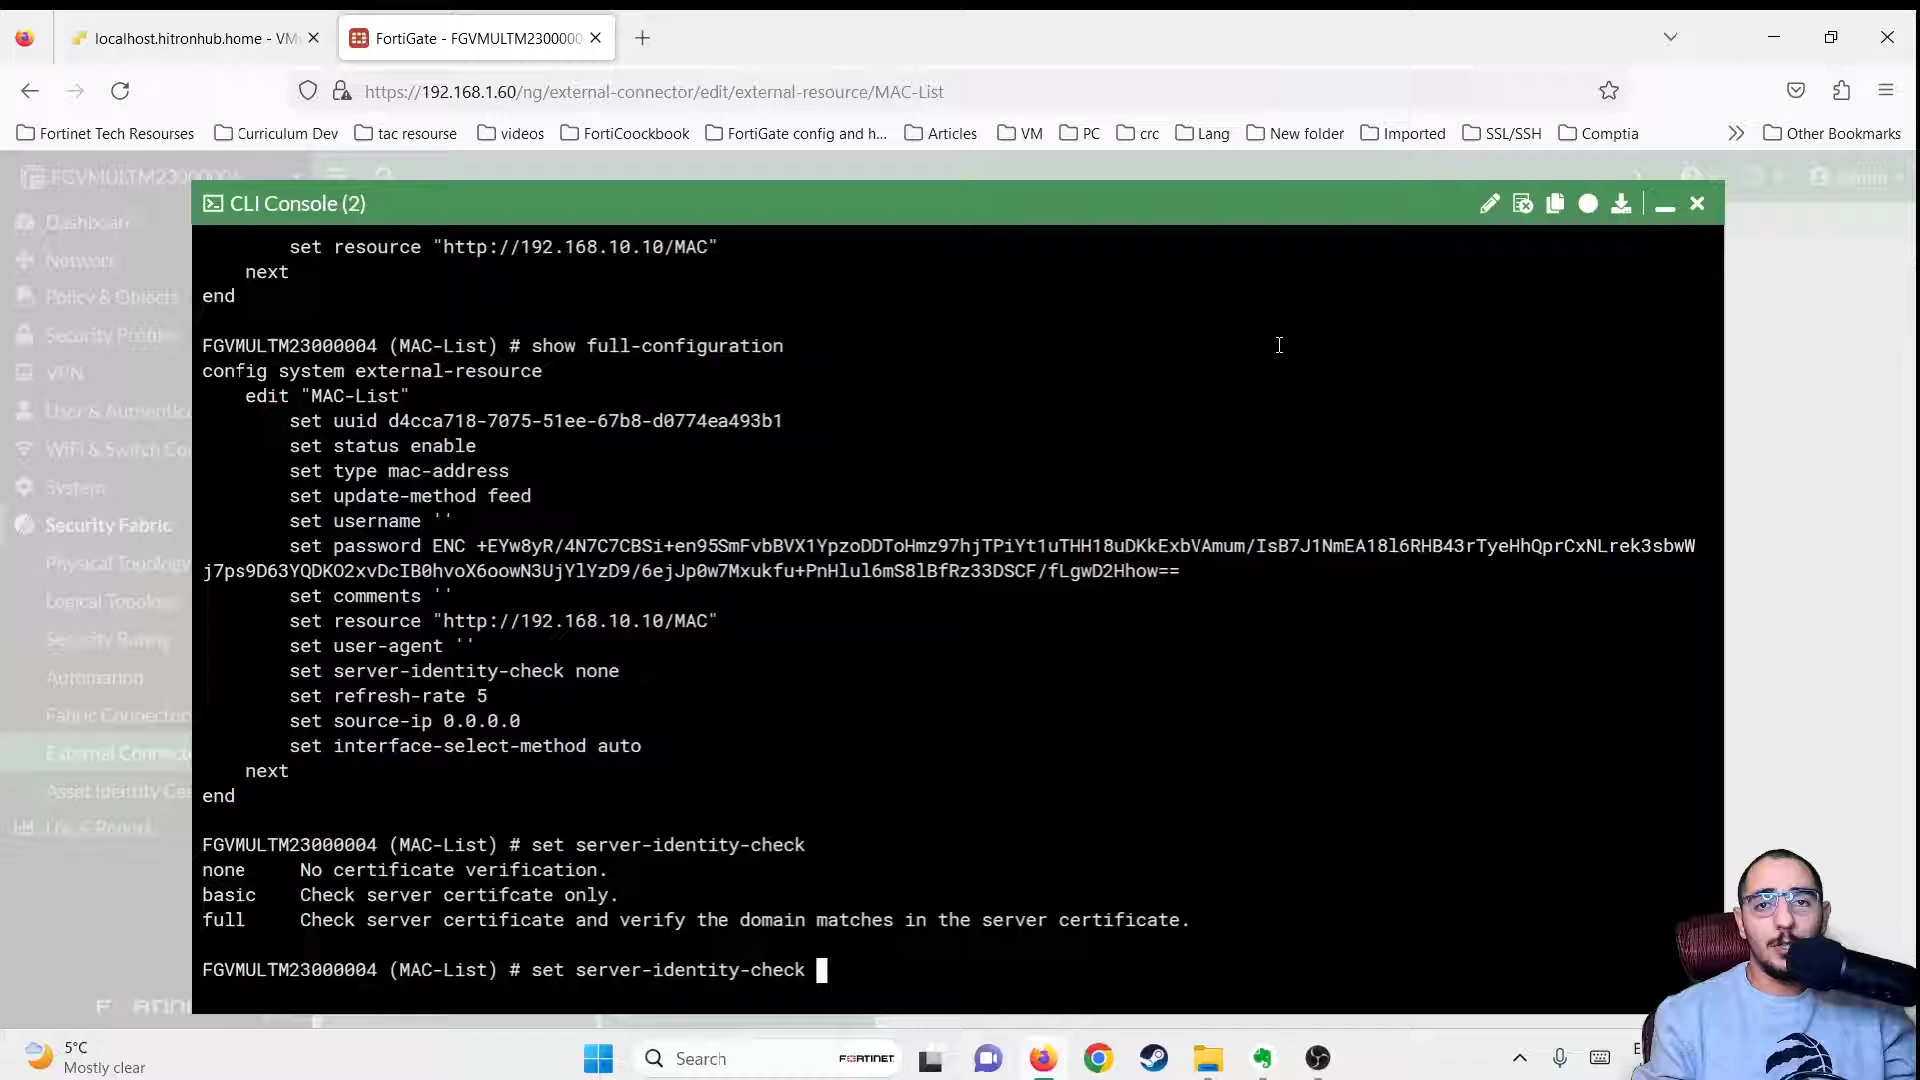 localhost.hitronhub.home - VM
FortiGate - FGVMULTM2300000
https://192.168.1.60/ng/external-connector/edit/external-resource/MAC-List
Fortinet Tech Resourses
Curriculum Dev
tac resourse
videos
FortiCoockbook
FortiGate config and h...
Articles
VM
PC
crc
Lang
New folder
Imported
SSL/SSH
Comptia
Other Bookmarks
Dashboard
Network
Policy & Objects
Security Profile
VPN
User & Authentica
WiFi & Switch Co
System
Security Fabric
Physical Topology
Logical Topology
Security Rating
Automation
Fabric Connectors
External Connecto
Asset Identity Cen
CLI Console (2)
set resource "http://192.168.10.10/MAC"
next
end
FGVMULTM23000004 (MAC-List) # show full-configuration
config system external-resource
edit "MAC-List"
set uuid d4cca718-7075-51ee-67b8-d0774ea493b1
set status enable
set type mac-address
set update-method feed
set username ''
set password ENC +EYw8yR/4N7C7CBSi+en95SmFvbBVX1YpzoDDToHmz97hjTPiYt1uTHH18uDKkExbVAmum/IsB7J1NmEA18l6RHB43rTyeHhQprCxNLrek3sbwW
j7ps9D63YQDKO2xvDcIB0hvoX6oowN3UjYlYzD9/6ejJp0w7Mxukfu+PnHlul6mS8lBfRz33DSCF/fLgwD2Hhow==
set comments ''
set resource "http://192.168.10.10/MAC"
set user-agent ''
set server-identity-check none
set refresh-rate 5
set source-ip 0.0.0.0
set interface-select-method auto
next
end
FGVMULTM23000004 (MAC-List) # set server-identity-check
none No certificate verification.
basic Check server certifcate only.
full Check server certificate and verify the domain matches in the server certificate.
FGVMULTM23000004 (MAC-List) # set server-identity-check
5°C
Mostly clear
Search
FORTINET